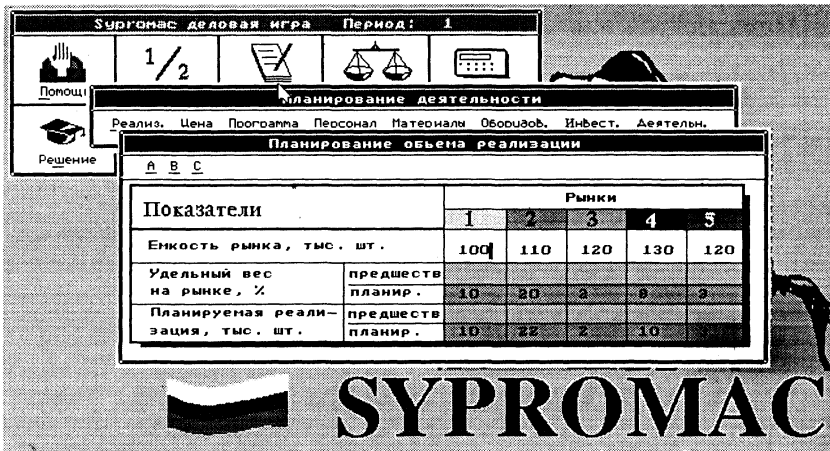 Sypromac деловая игра Период: 1
1/2
Помощь
Планирование деятельности
Реализ. Цена Программа Персонал Материалы Оборудов. Инвест. Деятельн.
Решение
Планирование обьема реализации
A B C
Показатели
Рынки
1 2 3 4 5
Емкость рынка, тыс. шт. 100 110 120 130 120
Удельный вес предшеств
на рынке, % планир. 10 20 2 8
Планируемая реали- предшеств
зация, тыс. шт. планир. 10 22 2 10
SYPROMAC